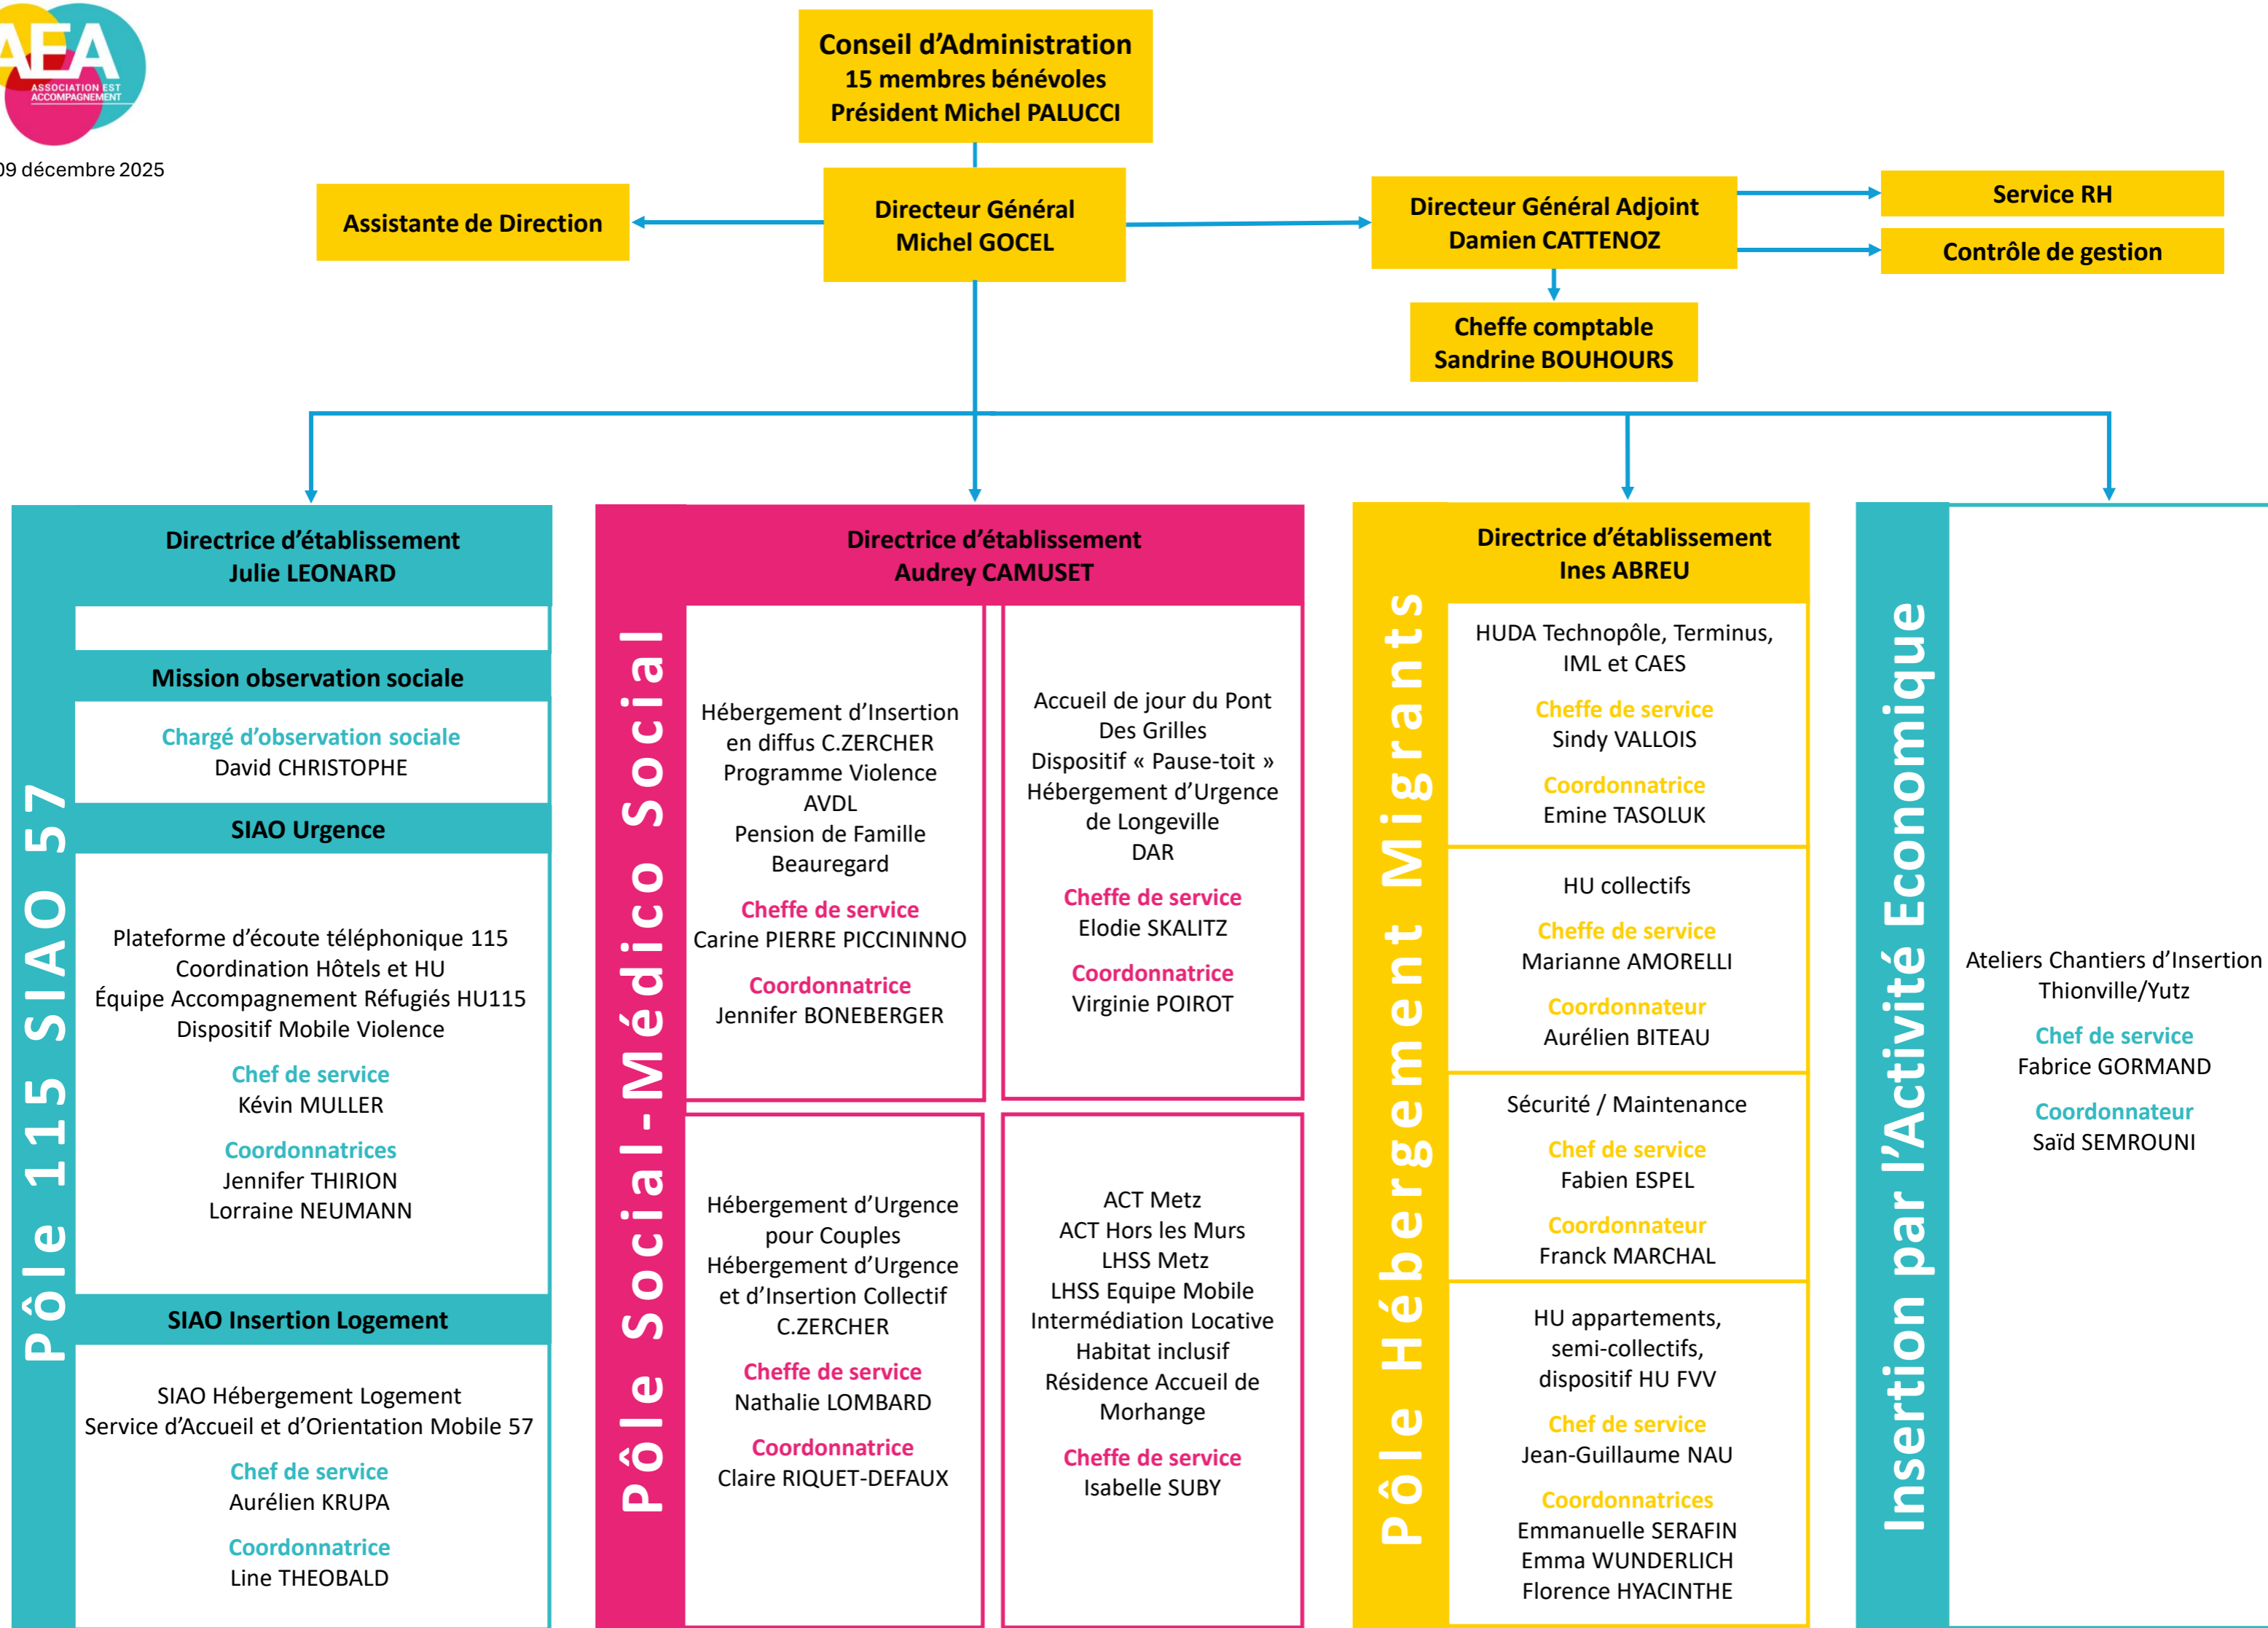 AEA
ASSOCIATION EST
ACCOMPAGNEMENT
09 décembre 2025
Conseil d'Administration
15 membres bénévoles
Président Michel PALUCCI
Assistante de Direction
Directeur Général
Michel GOCEL
Directeur Général Adjoint
Damien CATTENOZ
Service RH
Contrôle de gestion
Cheffe comptable
Sandrine BOUHOURS
Pôle 115 SIAO 57
Directrice d'établissement
Julie LEONARD
Mission observation sociale
Chargé d'observation sociale
David CHRISTOPHE
SIAO Urgence
Plateforme d'écoute téléphonique 115
Coordination Hôtels et HU
Équipe Accompagnement Réfugiés HU115
Dispositif Mobile Violence
Chef de service
Kévin MULLER
Coordonnatrices
Jennifer THIRION
Lorraine NEUMANN
SIAO Insertion Logement
SIAO Hébergement Logement
Service d'Accueil et d'Orientation Mobile 57
Chef de service
Aurélien KRUPA
Coordonnatrice
Line THEOBALD
Pôle Social-Médico Social
Directrice d'établissement
Audrey CAMUSET
Hébergement d'Insertion
en diffus C.ZERCHER
Programme Violence
AVDL
Pension de Famille
Beauregard
Cheffe de service
Carine PIERRE PICCININNO
Coordonnatrice
Jennifer BONEBERGER
Accueil de jour du Pont
Des Grilles
Dispositif « Pause-toit »
Hébergement d'Urgence
de Longeville
DAR
Cheffe de service
Elodie SKALITZ
Coordonnatrice
Virginie POIROT
Hébergement d'Urgence
pour Couples
Hébergement d'Urgence
et d'Insertion Collectif
C.ZERCHER
Cheffe de service
Nathalie LOMBARD
Coordonnatrice
Claire RIQUET-DEFAUX
ACT Metz
ACT Hors les Murs
LHSS Metz
LHSS Equipe Mobile
Intermédiation Locative
Habitat inclusif
Résidence Accueil de
Morhange
Cheffe de service
Isabelle SUBY
Pôle Hébergement Migrants
Directrice d'établissement
Ines ABREU
HUDA Technopôle, Terminus,
IML et CAES
Cheffe de service
Sindy VALLOIS
Coordonnatrice
Emine TASOLUK
HU collectifs
Cheffe de service
Marianne AMORELLI
Coordonnateur
Aurélien BITEAU
Sécurité / Maintenance
Chef de service
Fabien ESPEL
Coordonnateur
Franck MARCHAL
HU appartements,
semi-collectifs,
dispositif HU FVV
Chef de service
Jean-Guillaume NAU
Coordonnatrices
Emmanuelle SERAFIN
Emma WUNDERLICH
Florence HYACINTHE
Insertion par l'Activité Economique
Ateliers Chantiers d'Insertion
Thionville/Yutz
Chef de service
Fabrice GORMAND
Coordonnateur
Saïd SEMROUNI